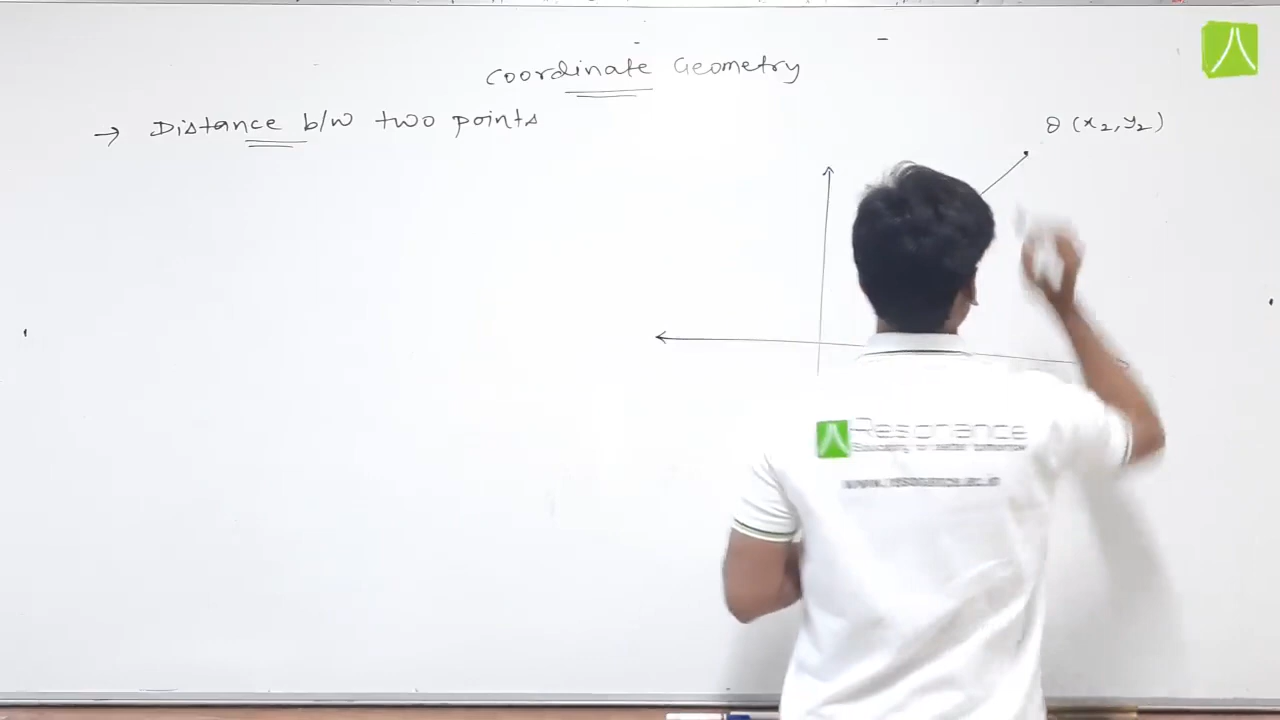 Coordinate Geometry
→ Distance b/w two points
Q (x₂, y₂)
Resonance